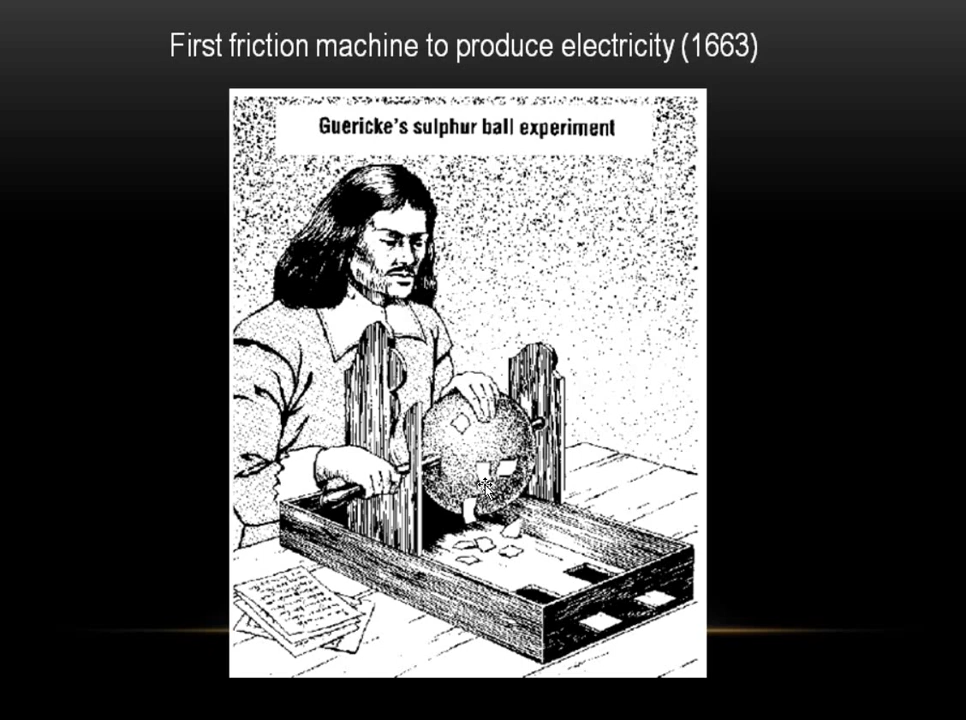 First friction machine to produce electricity (1663)
Guericke's sulphur ball experiment